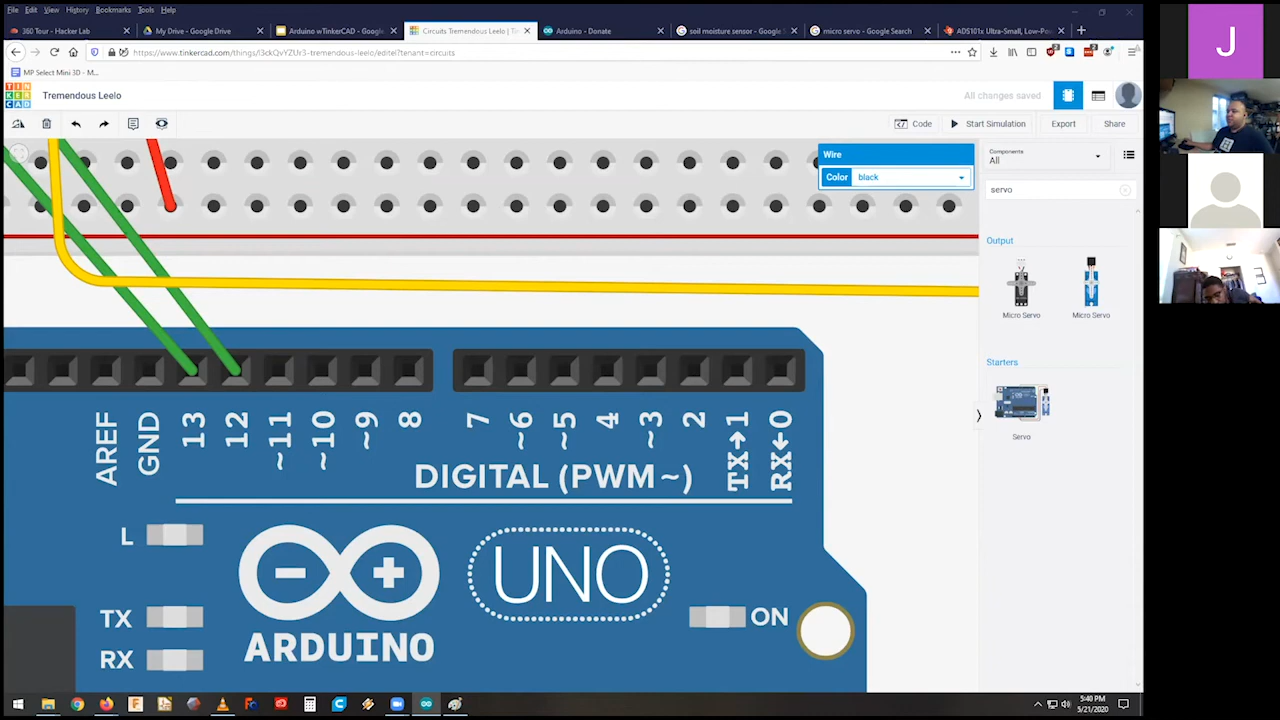 File Edit View History Bookmarks Tools Help
360 Tour - Hacker Lab
My Drive - Google Drive
Arduino wTinkerCAD - Google
Circuits Tremendous Leelo | Tin
Arduino - Donate
soil moisture sensor - Google S
micro servo - Google Search
ADS101x Ultra-Small, Low-Po
https://www.tinkercad.com/things/i3ckQvYZUr3-tremendous-leelo/editel?tenant=circuits
MP Select Mini 3D - M...
TIN
KER
CAD
Tremendous Leelo
All changes saved
Code
Start Simulation
Export
Share
Wire
Color black
Components
All
servo
Output
Micro Servo
Micro Servo
Starters
Servo
AREF
GND
13
12
~11
~10
~9
8
7
~6
~5
4
~3
2
TX→1
RX←0
DIGITAL (PWM ~)
L
TX
RX
ARDUINO
UNO
ON
J
5:40 PM
5/21/2020